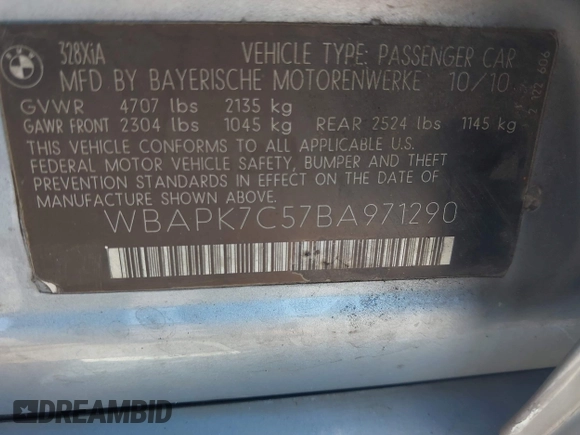 BMW
328XiA
VEHICLE TYPE: PASSENGER CAR
MFD BY BAYERISCHE MOTORENWERKE 10/10
GVWR 4707 lbs 2135 kg
GAWR FRONT 2304 lbs 1045 kg REAR 2524 lbs 1145 kg
THIS VEHICLE CONFORMS TO ALL APPLICABLE U.S.
FEDERAL MOTOR VEHICLE SAFETY, BUMPER AND THEFT
PREVENTION STANDARDS IN EFFECT ON THE DATE OF
MANUFACTURE SHOWN ABOVE.
WBAPK7C57BA971290
DREAMBID